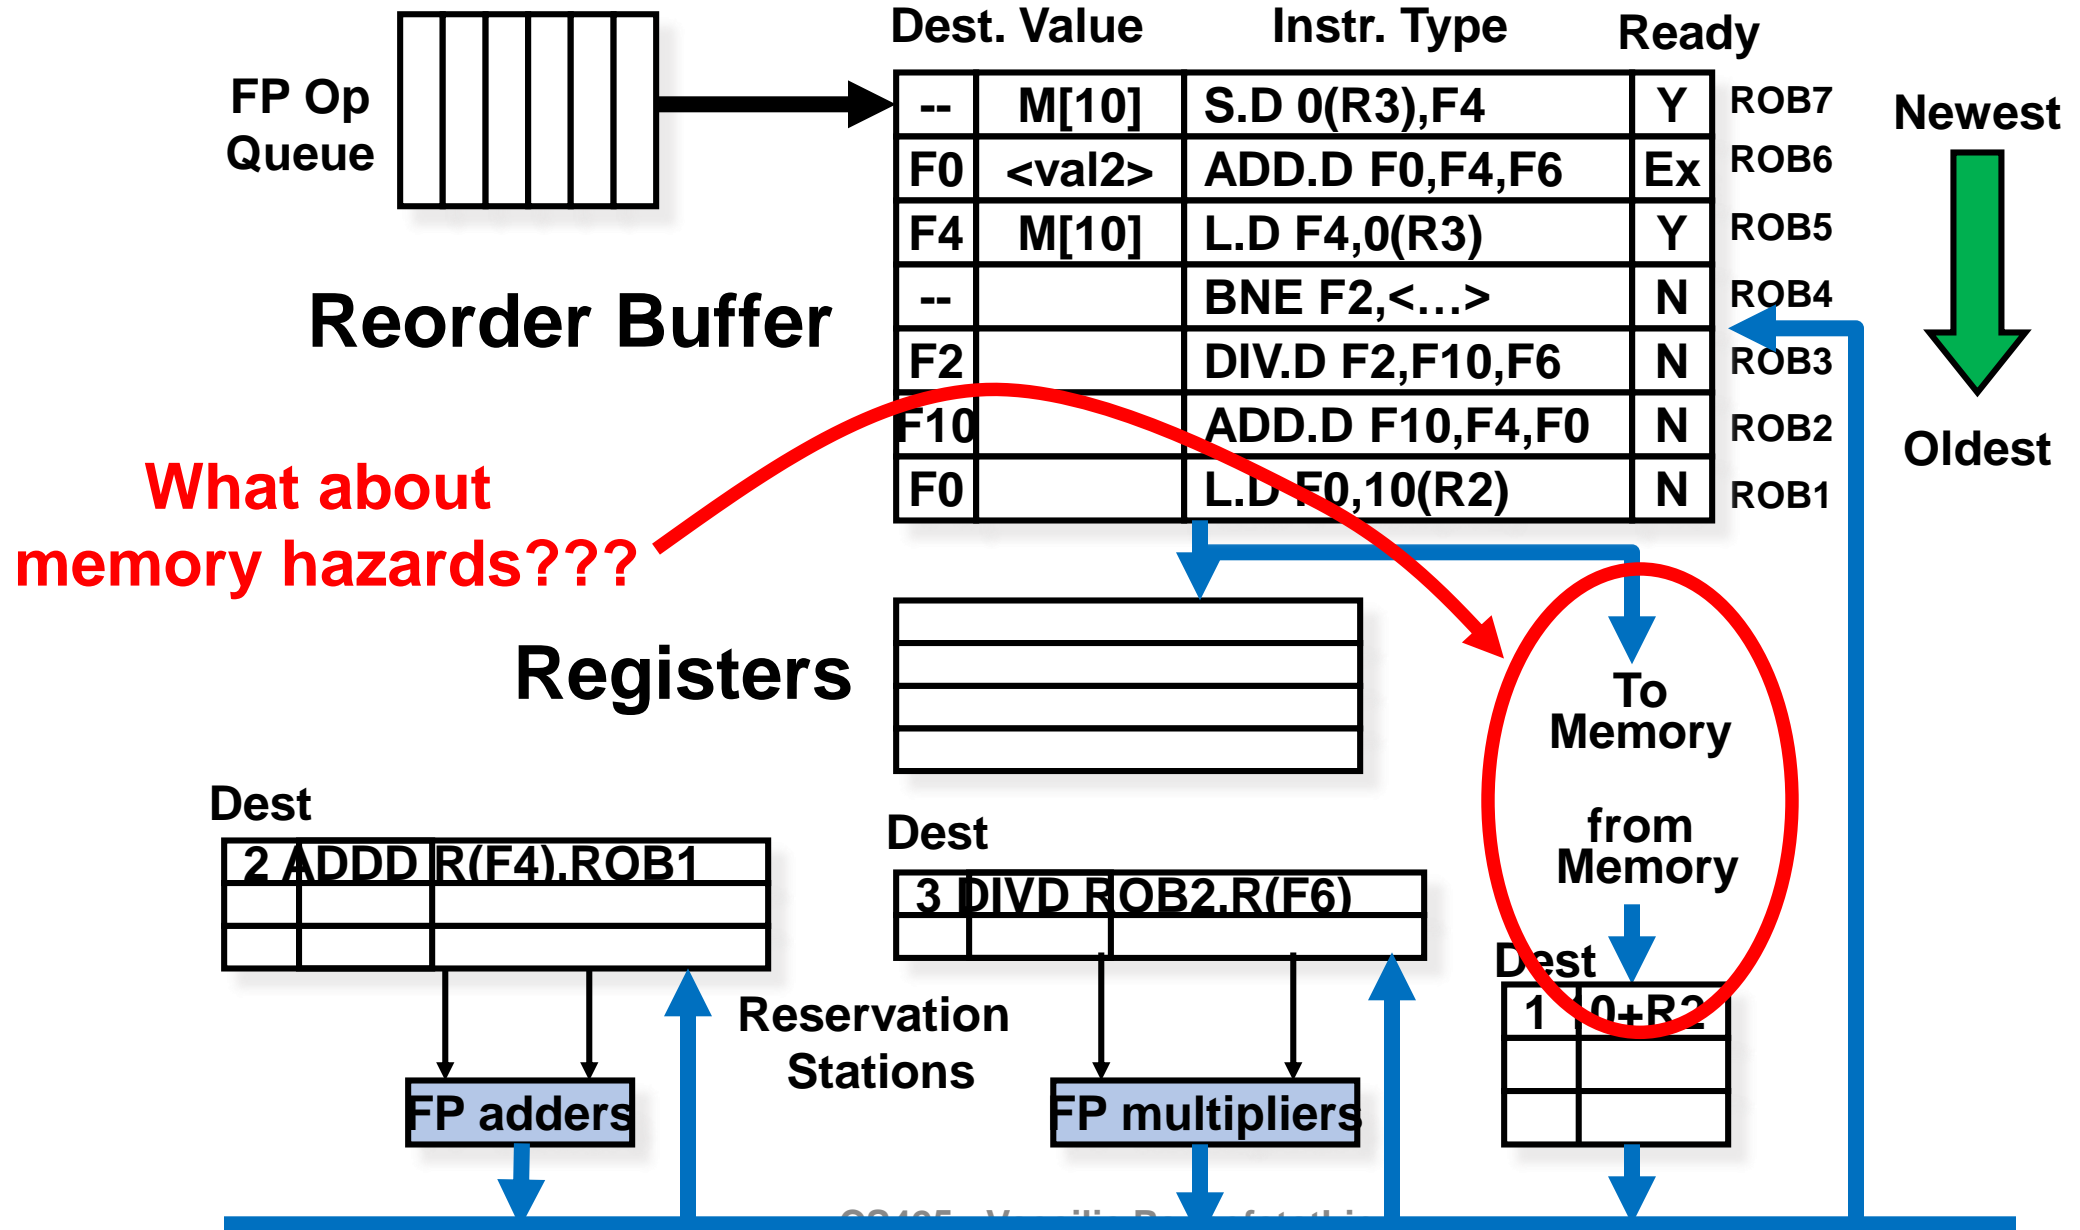 Dest. Value Instr. Type Ready
FP Op
Queue
-- M[10] S.D 0(R3),F4 Y ROB7
F0 <val2> ADD.D F0,F4,F6 Ex ROB6
F4 M[10] L.D F4,0(R3) Y ROB5
-- BNE F2,<…> N ROB4
F2 DIV.D F2,F10,F6 N ROB3
F10 ADD.D F10,F4,F0 N ROB2
F0 L.D F0,10(R2) N ROB1
Newest
Oldest
Reorder Buffer
What about
memory hazards???
Registers
To
Memory
from
Memory
Dest
2 ADDD R(F4),ROB1
Dest
3 DIVD ROB2,R(F6)
Dest
1 10+R2
Reservation
Stations
FP adders
FP multipliers